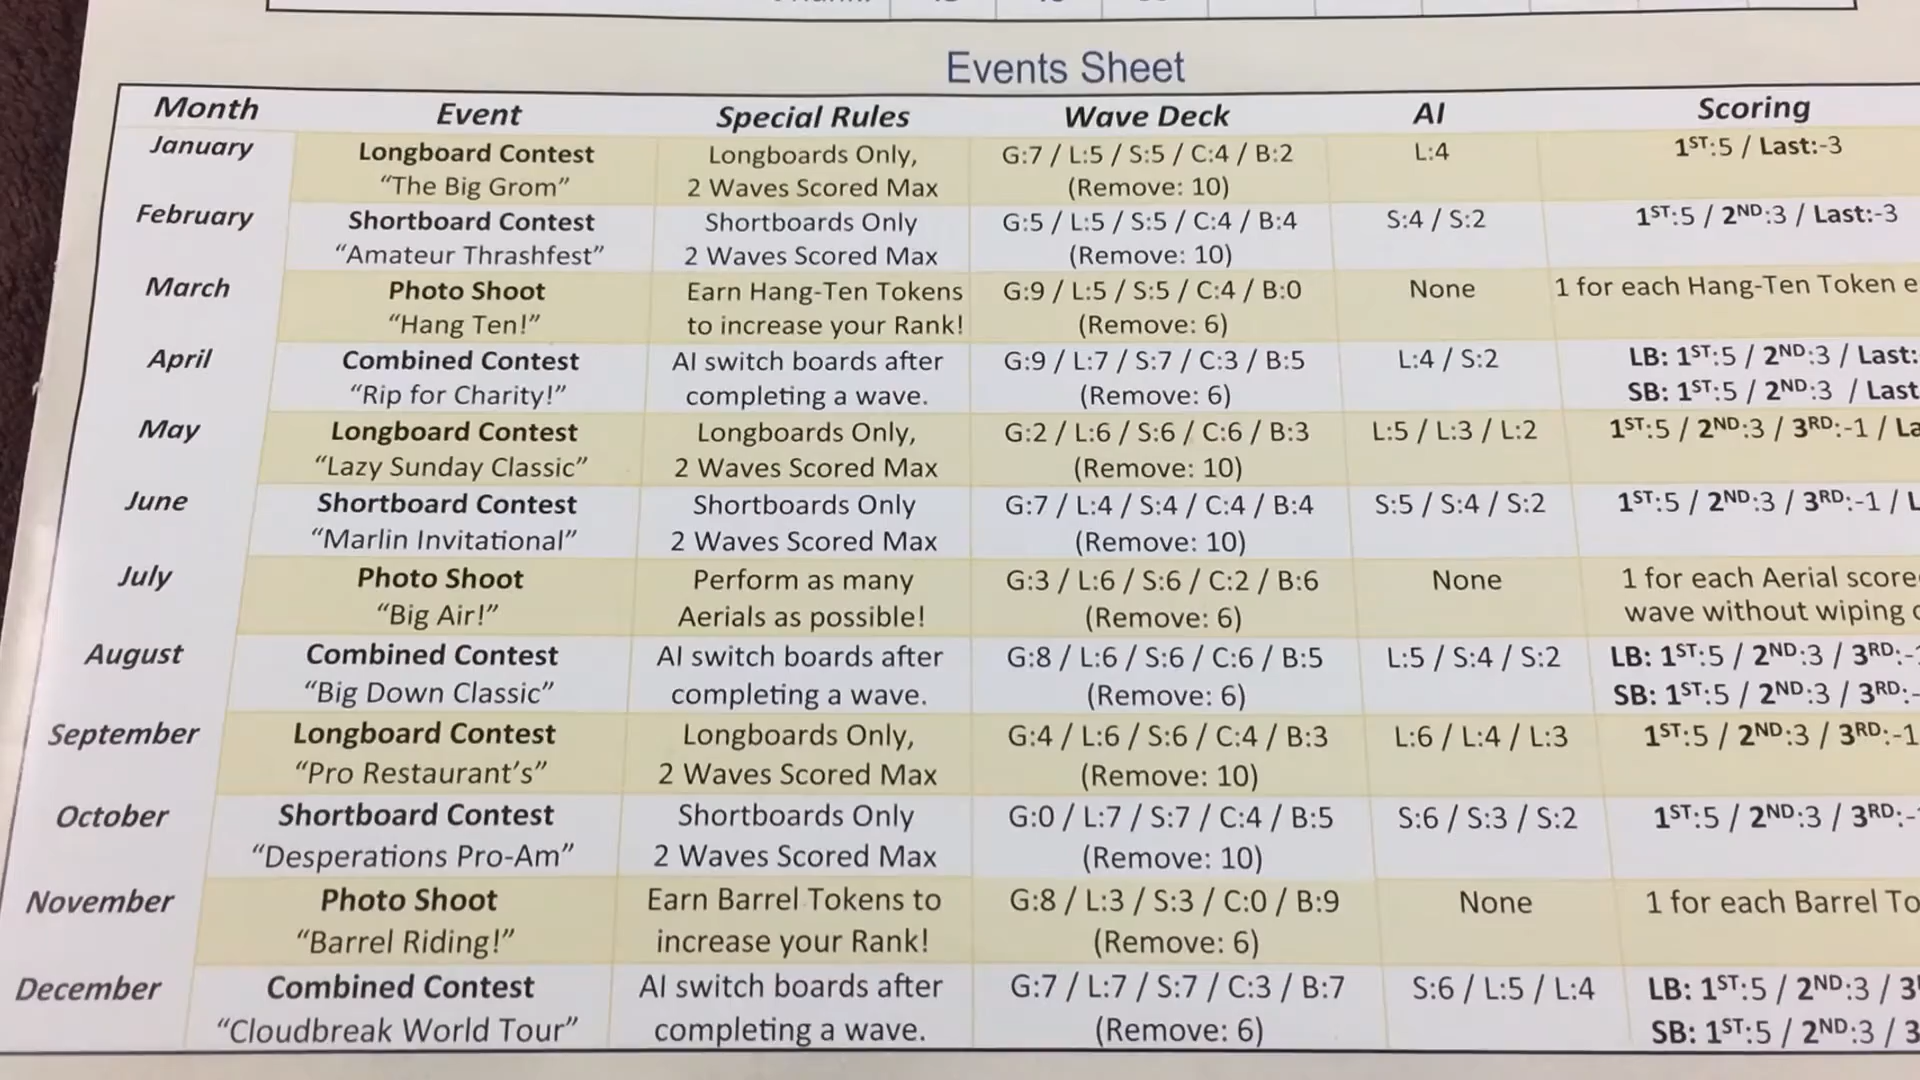 Events Sheet
Month Event Special Rules Wave Deck AI Scoring
January Longboard Contest Longboards Only, G:7 / L:5 / S:5 / C:4 / B:2 L:4 1ST:5 / Last:-3
"The Big Grom" 2 Waves Scored Max (Remove: 10)
February Shortboard Contest Shortboards Only G:5 / L:5 / S:5 / C:4 / B:4 S:4 / S:2 1ST:5 / 2ND:3 / Last:-3
"Amateur Thrashfest" 2 Waves Scored Max (Remove: 10)
March Photo Shoot Earn Hang-Ten Tokens G:9 / L:5 / S:5 / C:4 / B:0 None 1 for each Hang-Ten Token
"Hang Ten!" to increase your Rank! (Remove: 6)
April Combined Contest AI switch boards after G:9 / L:7 / S:7 / C:3 / B:5 L:4 / S:2 LB: 1ST:5 / 2ND:3 / Last:
"Rip for Charity!" completing a wave. (Remove: 6) SB: 1ST:5 / 2ND:3 / Last
May Longboard Contest Longboards Only, G:2 / L:6 / S:6 / C:6 / B:3 L:5 / L:3 / L:2 1ST:5 / 2ND:3 / 3RD:-1 / La
"Lazy Sunday Classic" 2 Waves Scored Max (Remove: 10)
June Shortboard Contest Shortboards Only G:7 / L:4 / S:4 / C:4 / B:4 S:5 / S:4 / S:2 1ST:5 / 2ND:3 / 3RD:-1 / L
"Marlin Invitational" 2 Waves Scored Max (Remove: 10)
July Photo Shoot Perform as many G:3 / L:6 / S:6 / C:2 / B:6 None 1 for each Aerial score
"Big Air!" Aerials as possible! (Remove: 6) wave without wiping
August Combined Contest AI switch boards after G:8 / L:6 / S:6 / C:6 / B:5 L:5 / S:4 / S:2 LB: 1ST:5 / 2ND:3 / 3RD:-
"Big Down Classic" completing a wave. (Remove: 6) SB: 1ST:5 / 2ND:3 / 3RD:-
September Longboard Contest Longboards Only, G:4 / L:6 / S:6 / C:4 / B:3 L:6 / L:4 / L:3 1ST:5 / 2ND:3 / 3RD:-1
"Pro Restaurant's" 2 Waves Scored Max (Remove: 10)
October Shortboard Contest Shortboards Only G:0 / L:7 / S:7 / C:4 / B:5 S:6 / S:3 / S:2 1ST:5 / 2ND:3 / 3RD:-
"Desperations Pro-Am" 2 Waves Scored Max (Remove: 10)
November Photo Shoot Earn Barrel Tokens to G:8 / L:3 / S:3 / C:0 / B:9 None 1 for each Barrel To
"Barrel Riding!" increase your Rank! (Remove: 6)
December Combined Contest AI switch boards after G:7 / L:7 / S:7 / C:3 / B:7 S:6 / L:5 / L:4 LB: 1ST:5 / 2ND:3 / 3
"Cloudbreak World Tour" completing a wave. (Remove: 6) SB: 1ST:5 / 2ND:3 / 3